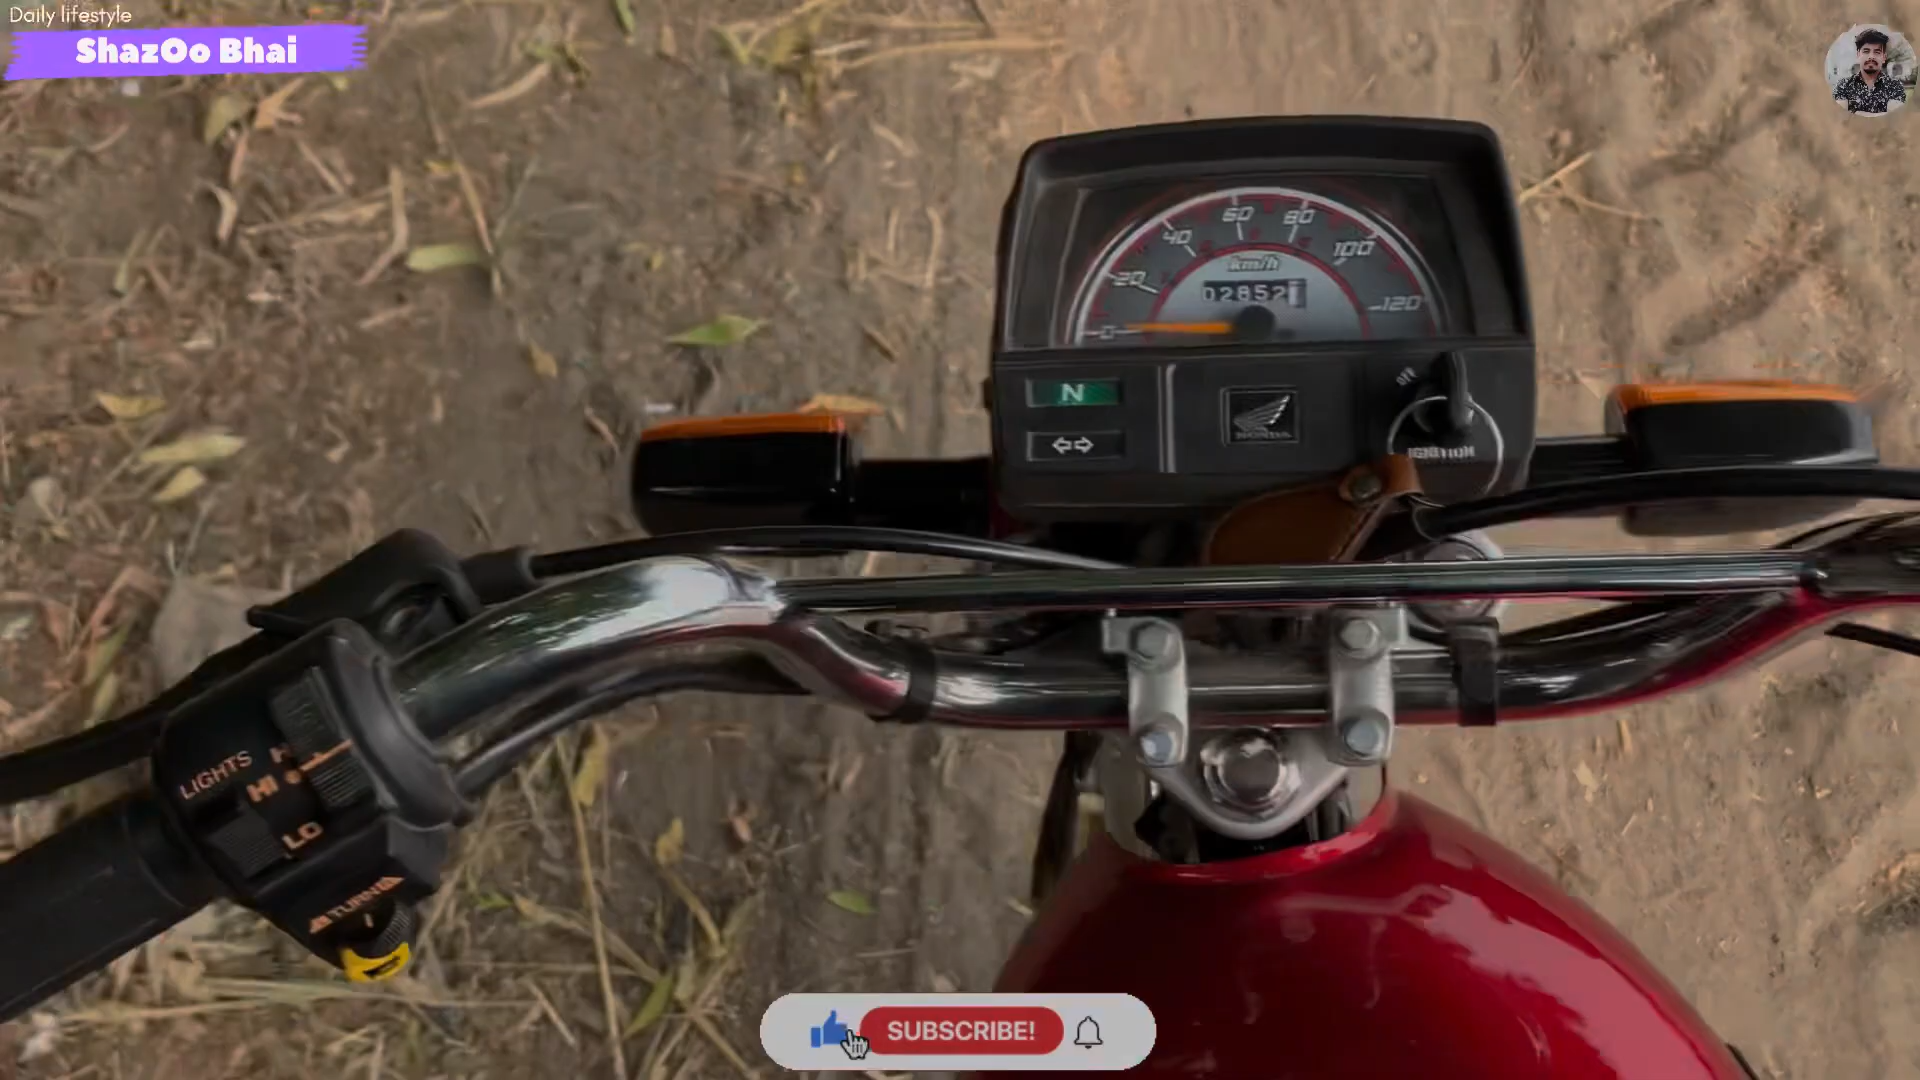 Daily lifestyle
ShazOo Bhai
20
40
60
80
100
120
0
km/h
02852
N
HONDA
IGNITION
LIGHTS
HI
LO
TURN
SUBSCRIBE!